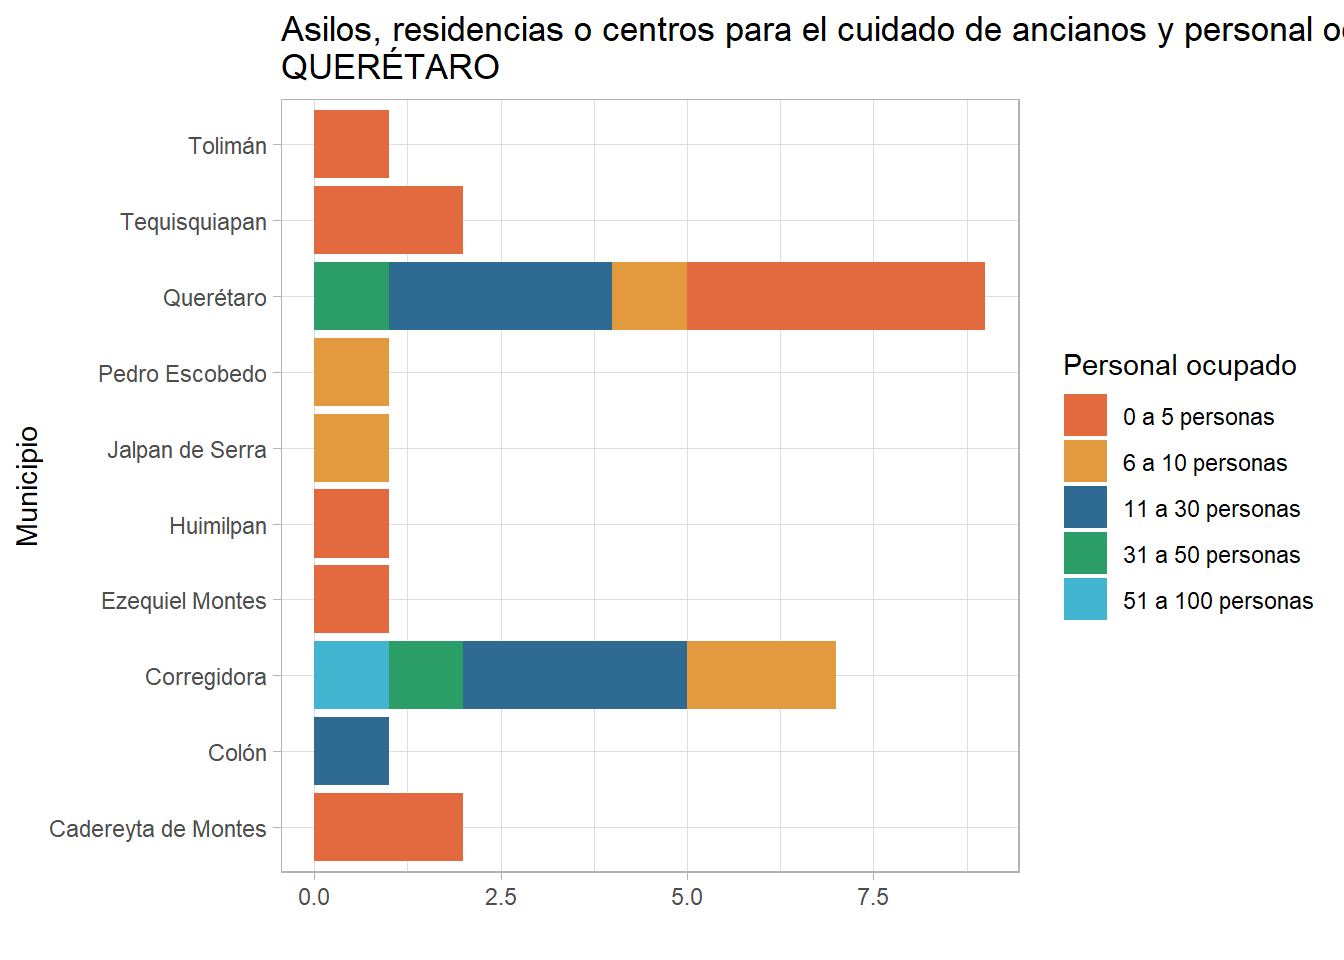 Asilos, residencias o centros para el cuidado de ancianos y personal
QUERÉTARO
Tolimán
Tequisquiapan
Querétaro
Pedro Escobedo
Jalpan de Serra
Huimilpan
Ezequiel Montes
Corregidora
Colón
Cadereyta de Montes
Municipio
0.0 2.5 5.0 7.5
Personal ocupado
0 a 5 personas
6 a 10 personas
11 a 30 personas
31 a 50 personas
51 a 100 personas